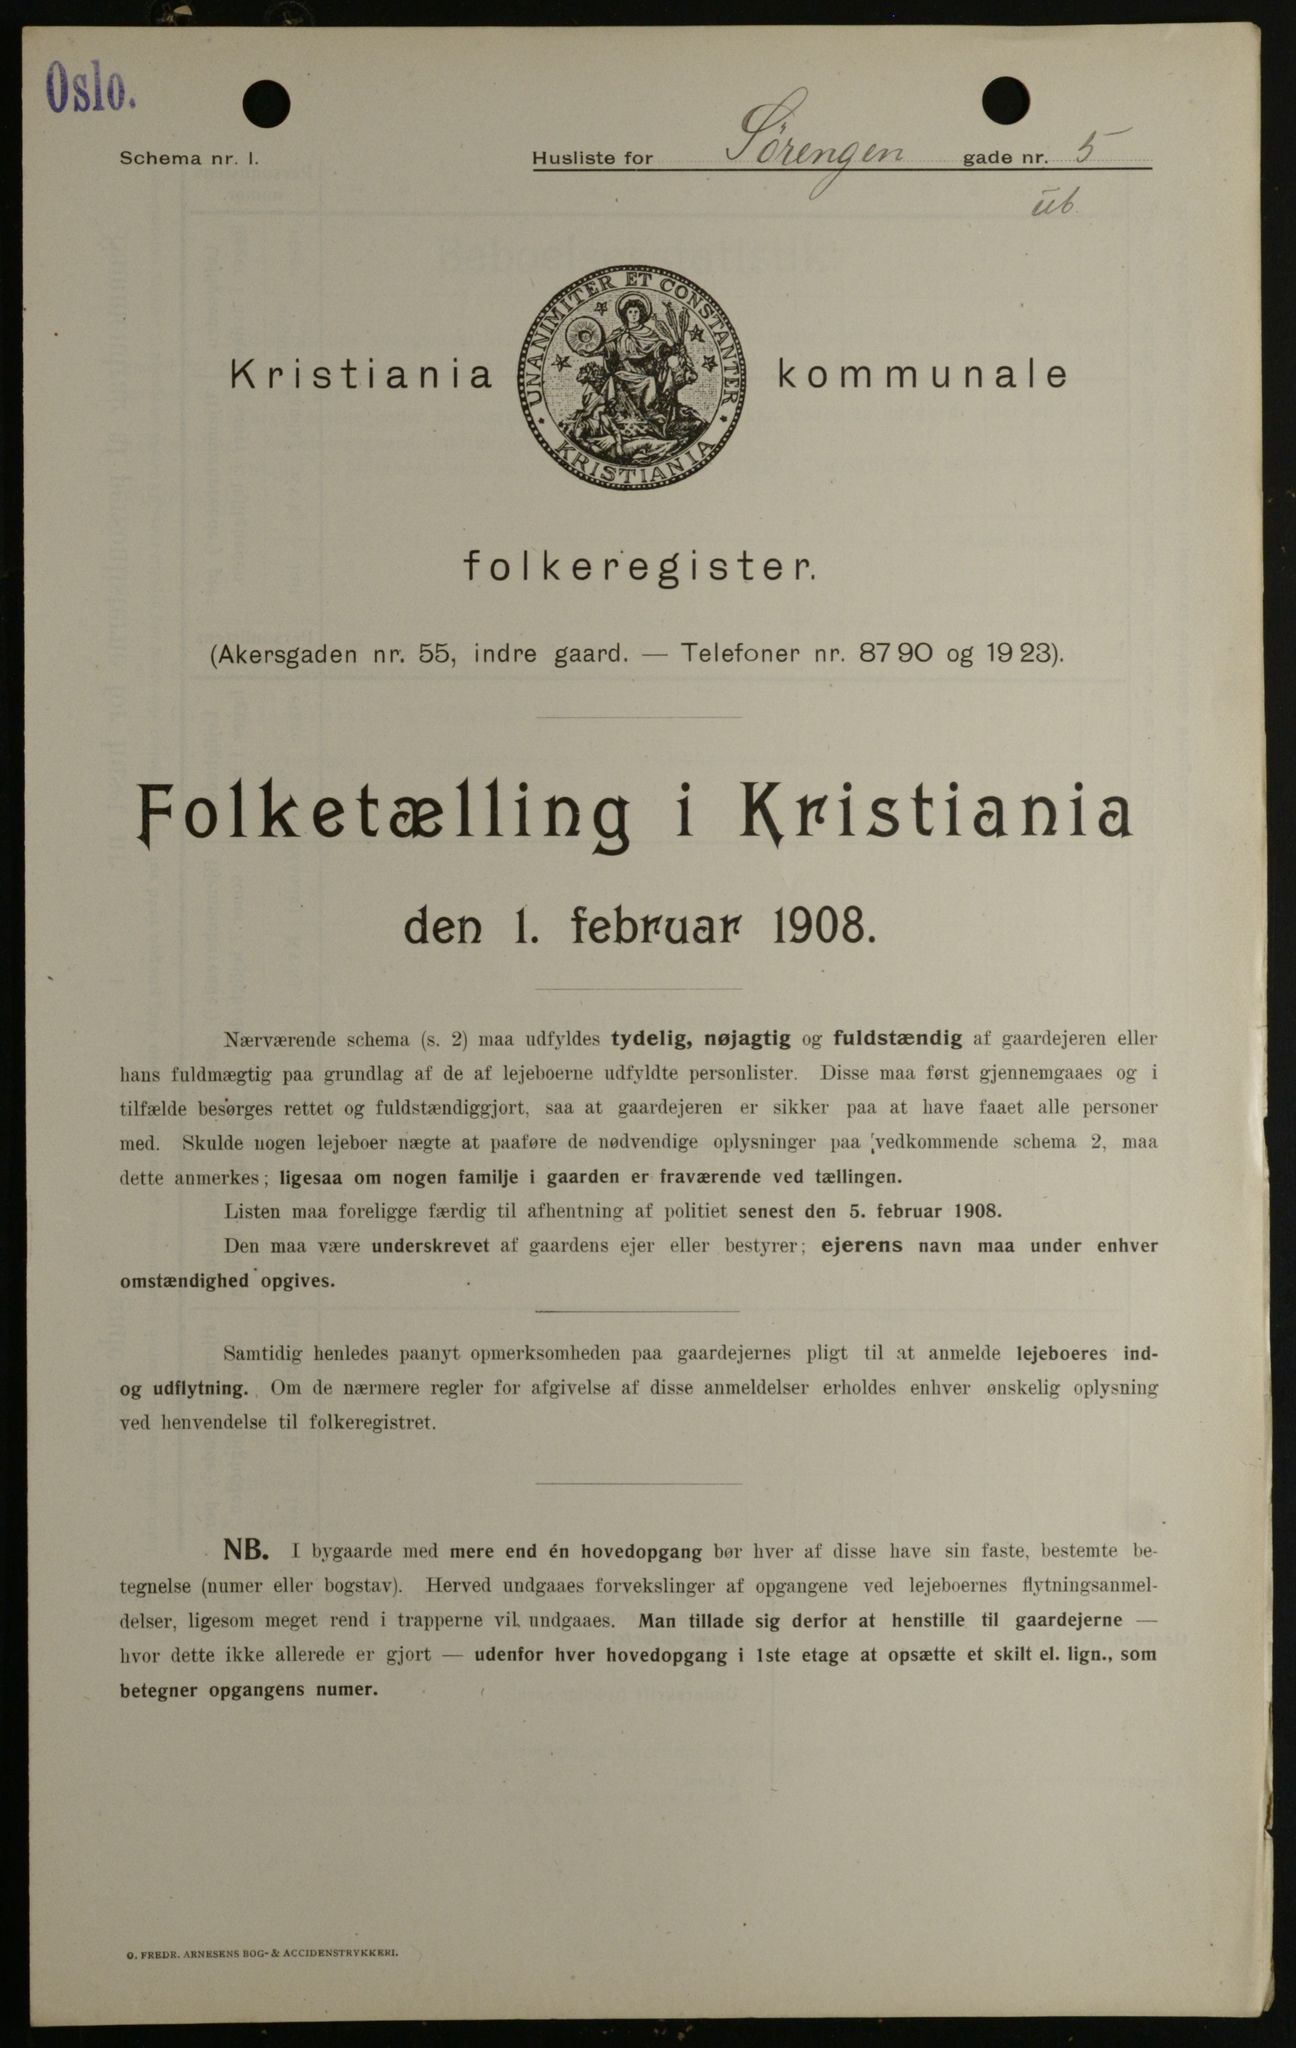 Oslo.
Schema nr. 1.
Husliste for Sörengen gade nr. 5
ub.
UNANIMITER ET CONSTANTER
KRISTIANIA
Kristiania kommunale
folkeregister.
(Akersgaden nr. 55, indre gaard. — Telefoner nr. 87 90 og 19 23).
Folketælling i Kristiania
den 1. februar 1908.
Nærværende schema (s. 2) maa udfyldes tydelig, nøjagtig og fuldstændig af gaardejeren eller
hans fuldmægtig paa grundlag af de af lejeboerne udfyldte personlister. Disse maa først gjennemgaaes og i
tilfælde besørges rettet og fuldstændiggjort, saa at gaardejeren er sikker paa at have faaet alle personer
med. Skulde nogen lejeboer nægte at paaføre de nødvendige oplysninger paa vedkommende schema 2, maa
dette anmerkes; ligesaa om nogen familje i gaarden er fraværende ved tællingen.
Listen maa foreligge færdig til afhentning af politiet senest den 5. februar 1908.
Den maa være underskrevet af gaardens ejer eller bestyrer; ejerens navn maa under enhver
omstændighed opgives.
Samtidig henledes paanyt opmerksomheden paa gaardejernes pligt til at anmelde lejeboeres ind-
og udflytning. Om de nærmere regler for afgivelse af disse anmeldelser erholdes enhver ønskelig oplysning
ved henvendelse til folkeregistret.
NB. I bygaarde med mere end én hovedopgang bør hver af disse have sin faste, bestemte be-
tegnelse (numer eller bogstav). Herved undgaaes forvekslinger af opgangene ved lejeboernes flytningsanmel-
delser, ligesom meget rend i trapperne vil undgaaes. Man tillade sig derfor at henstille til gaardejerne —
hvor dette ikke allerede er gjort — udenfor hver hovedopgang i 1ste etage at opsætte et skilt el. lign., som
betegner opgangens numer.
O. FREDR. ARNESENS BOG- & ACCIDENSTRYKKERI.